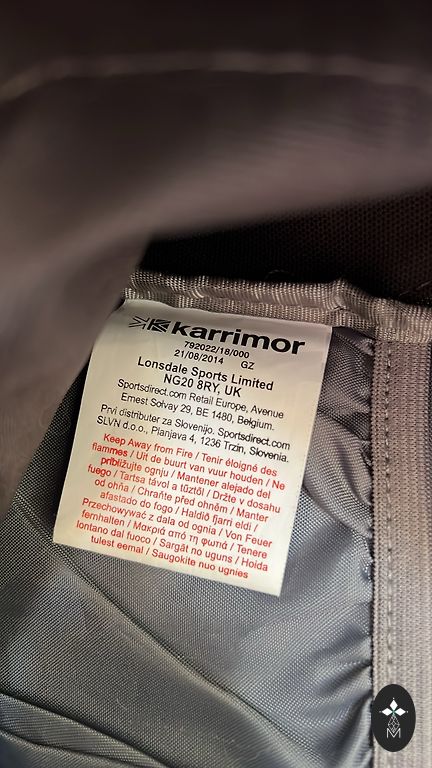 karrimor
792022/18/000
21/08/2014 GZ
Lonsdale Sports Limited
NG20 8RY, UK
Sportsdirect.com Retail Europe, Avenue
Ernest Solvay 29, BE 1480, Belgium.
Prvi distributer za Slovenijo. Sportsdirect.com
SLVN d.o.o., Planjava 4, 1236 Trzin, Slovenia.
Keep Away from Fire / Tenir éloigné des
flammes / Uit de buurt van vuur houden / Ne
približujte ognju / Mantener alejado del
fuego / Tartsa távol a tűztől / Držte v dosahu
od ohňa / Chraňte před ohněm / Manter
afastado do fogo / Haldið fjarri eldi /
Przechowywać z dala od ognia / Von Feuer
fernhalten / Μακριά από τη φωτιά / Tenere
lontano dal fuoco / Sargāt no uguns / Hoida
tulest eemal / Saugokite nuo ugnies
M